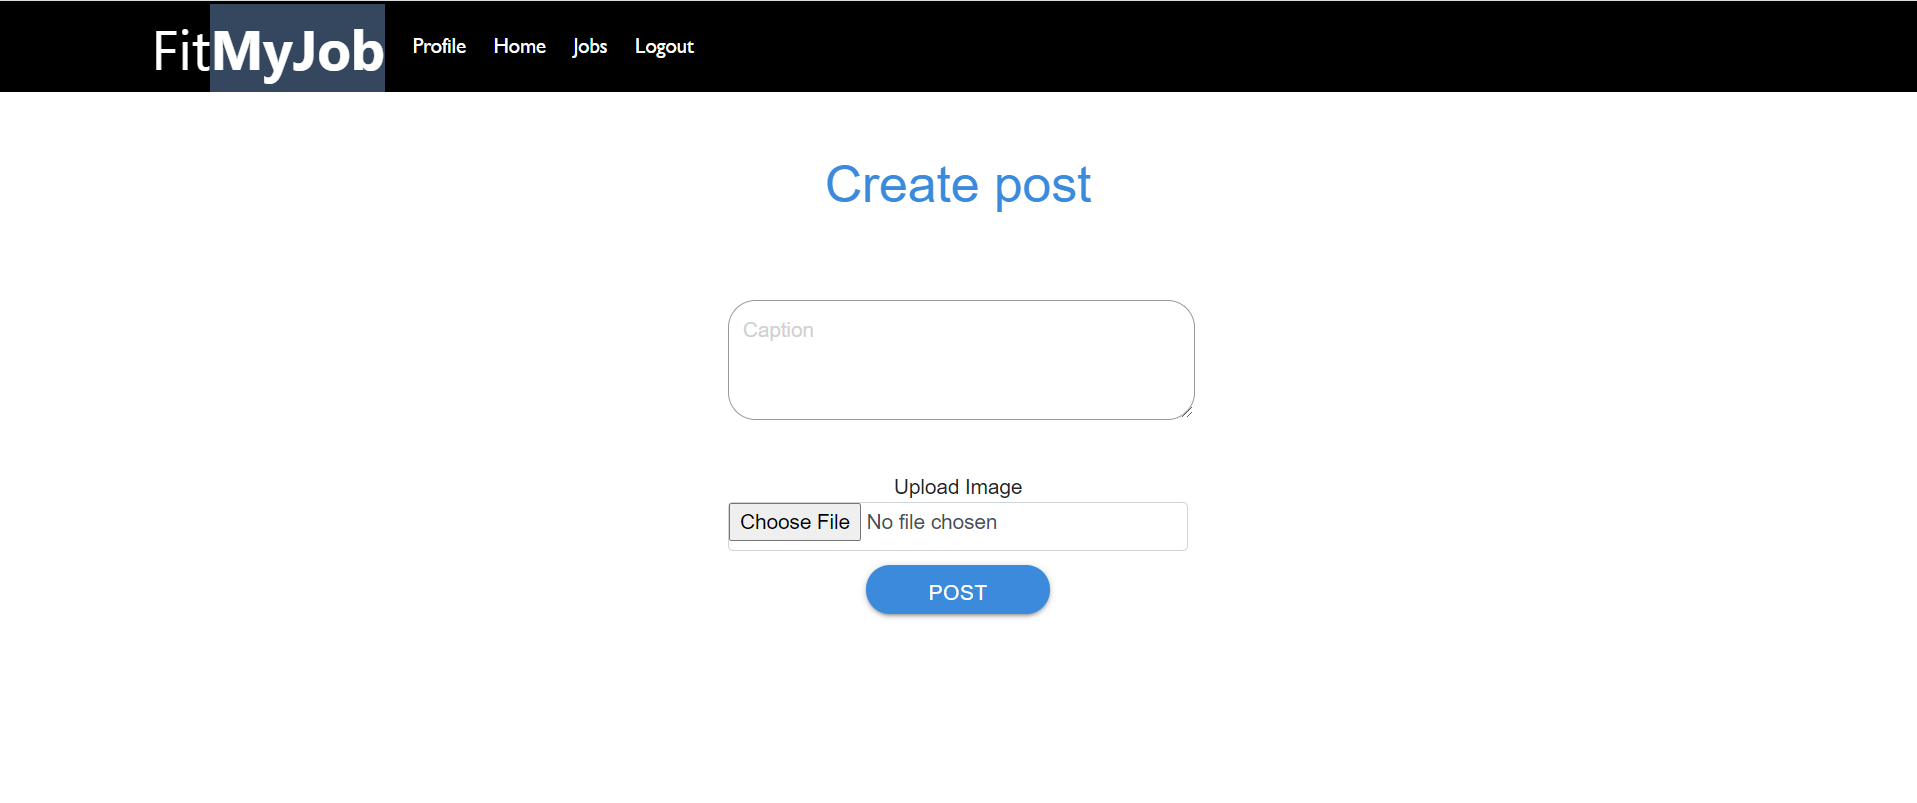 FitMyJob Profile Home Jobs Logout
Create post
Caption
Upload Image
Choose File No file chosen
POST